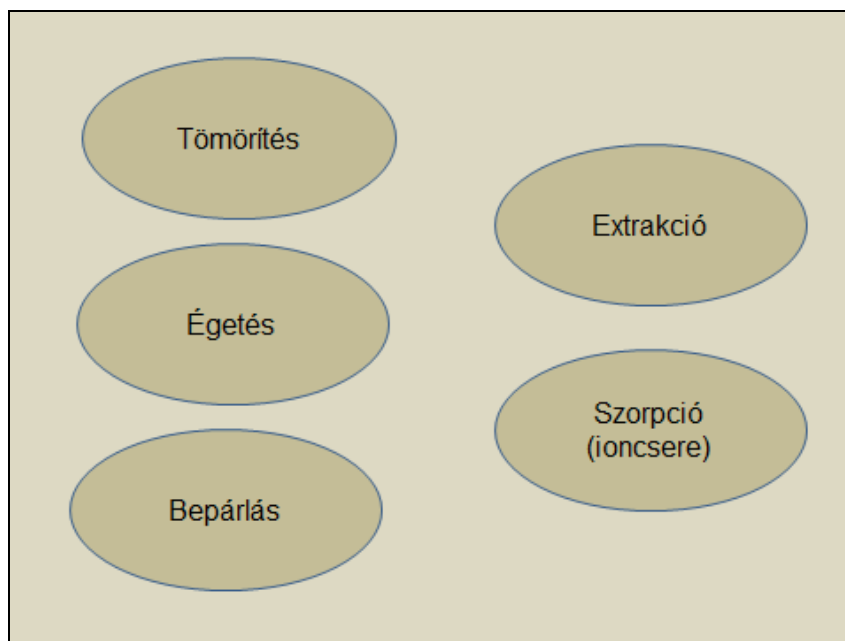 Tömörítés
Égetés
Bepárlás
Extrakció
Szorpció
(ioncsere)